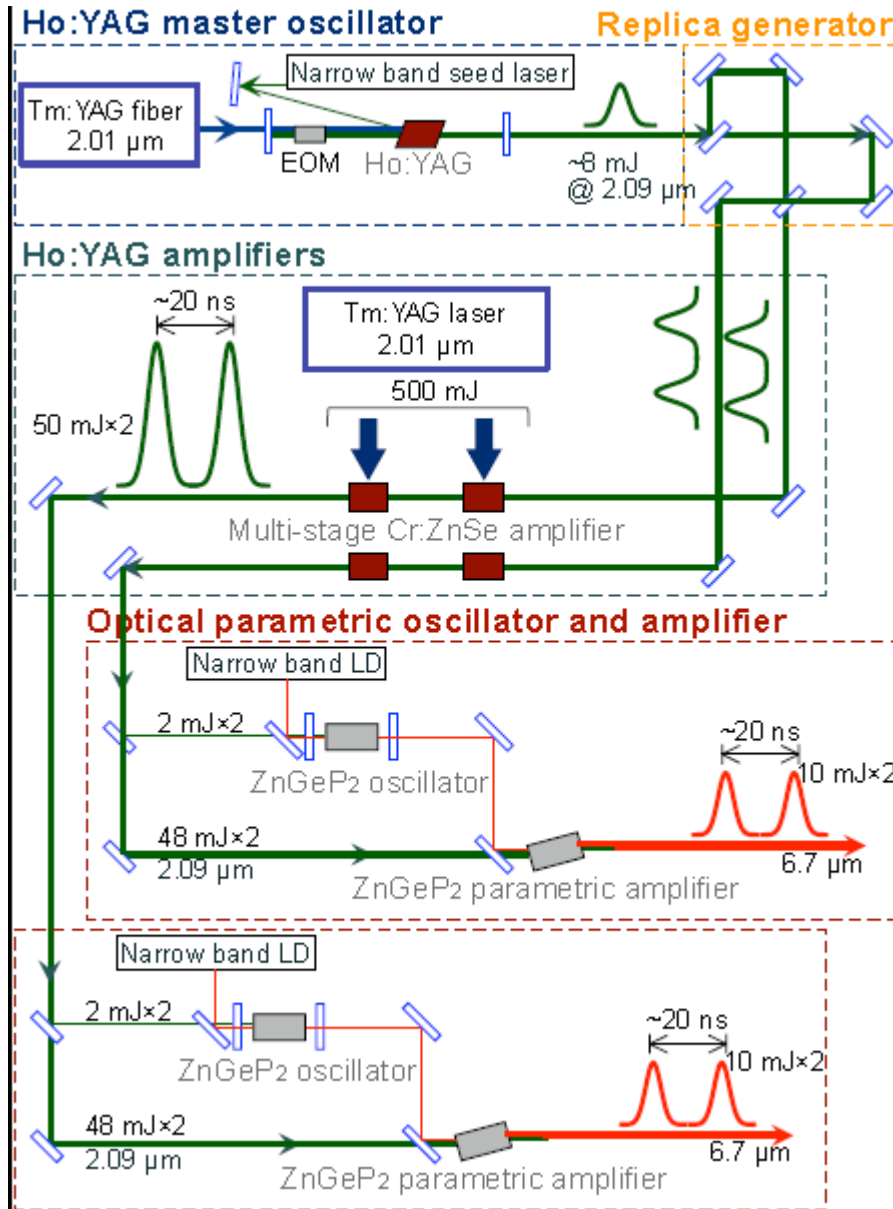 Ho:YAG master oscillator
Replica generator
Narrow band seed laser
Tm:YAG fiber
2.01 µm
EOM
Ho:YAG
~8 mJ
@ 2.09 µm
Ho:YAG amplifiers
~20 ns
Tm:YAG laser
2.01 µm
500 mJ
50 mJ×2
Multi-stage Cr:ZnSe amplifier
Optical parametric oscillator and amplifier
Narrow band LD
2 mJ×2
~20 ns
10 mJ×2
ZnGeP₂ oscillator
48 mJ×2
2.09 µm
6.7 µm
ZnGeP₂ parametric amplifier
Narrow band LD
2 mJ×2
~20 ns
10 mJ×2
ZnGeP₂ oscillator
48 mJ×2
2.09 µm
6.7 µm
ZnGeP₂ parametric amplifier